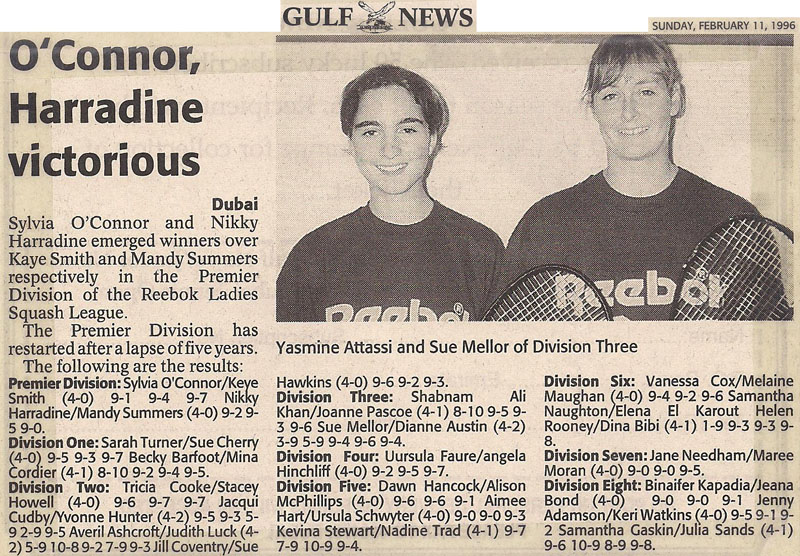 GULF NEWS
SUNDAY, FEBRUARY 11, 1996
O‘Connor,
Harradine
victorious
Dubai
Sylvia O’Connor and Nikky
Harradine emerged winners over
Kaye Smith and Mandy Summers
respectively in the Premier
Division of the Reebok Ladies
Squash League.
The Premier Division has
restarted after a lapse of five years.
The following are the results:
Premier Division: Sylvia O'Connor/Keye
Smith (4-0) 9-1 9-4 9-7 Nikky
Harradine/Mandy Summers (4-0) 9-2 9-
5 9-0.
Division One: Sarah Turner/Sue Cherry
(4-0) 9-5 9-3 9-7 Becky Barfoot/Mina
Cordier (4-1) 8-10 9-2 9-4 9-5.
Division Two: Tricia Cooke/Stacey
Howell (4-0) 9-6 9-7 9-7 Jacqui
Cudby/Yvonne Hunter (4-2) 9-5 9-3 5-
9 2-9 9-5 Averil Ashcroft/Judith Luck (4-
2) 5-9 10-8 9-2 7-9 9-3 Jill Coventry/Sue
Reebok®
Reebok®
Yasmine Attassi and Sue Mellor of Division Three
Hawkins (4-0) 9-6 9-2 9-3.
Division Three: Shabnam Ali
Khan/Joanne Pascoe (4-1) 8-10 9-5 9-
3 9-6 Sue Mellor/Dianne Austin (4-2)
3-9 5-9 9-4 9-6 9-4.
Division Four: Uursula Faure/angela
Hinchliff (4-0) 9-2 9-5 9-7.
Division Five: Dawn Hancock/Alison
McPhillips (4-0) 9-6 9-6 9-1 Aimee
Hart/Ursula Schwyter (4-0) 9-0 9-0 9-3
Kevina Stewart/Nadine Trad (4-1) 9-7
7-9 10-9 9-4.
Division Six: Vanessa Cox/Melaine
Maughan (4-0) 9-4 9-2 9-6 Samantha
Naughton/Elena El Karout Helen
Rooney/Dina Bibi (4-1) 1-9 9-3 9-3 9-
8.
Division Seven: Jane Needham/Maree
Moran (4-0) 9-0 9-0 9-5.
Division Eight: Binaifer Kapadia/Jeana
Bond (4-0) 9-0 9-0 9-1 Jenny
Adamson/Keri Watkins (4-0) 9-5 9-1 9-
2 Samantha Gaskin/Julia Sands (4-1)
9-6 10-9 8-9 9-8.